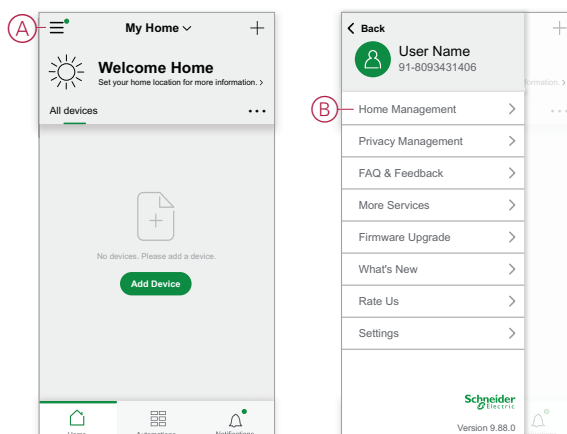 A
My Home
Welcome Home
Set your home location for more information. >
All devices
No devices. Please add a device.
Add Device
Home
Automations
Notifications
Back
User Name
91-8093431406
formation. >
B
Home Management
Privacy Management
FAQ & Feedback
More Services
Firmware Upgrade
What's New
Rate Us
Settings
Schneider
Electric
Version 9.88.0